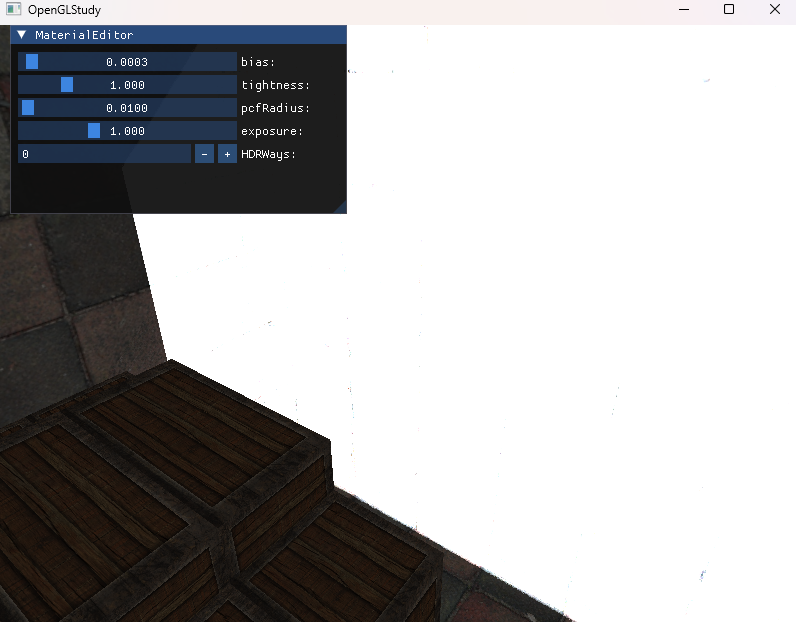 OpenGLStudy
MaterialEditor
0.0003 bias:
1.000 tightness:
0.0100 pcfRadius:
1.000 exposure:
0 - + HDRWays: